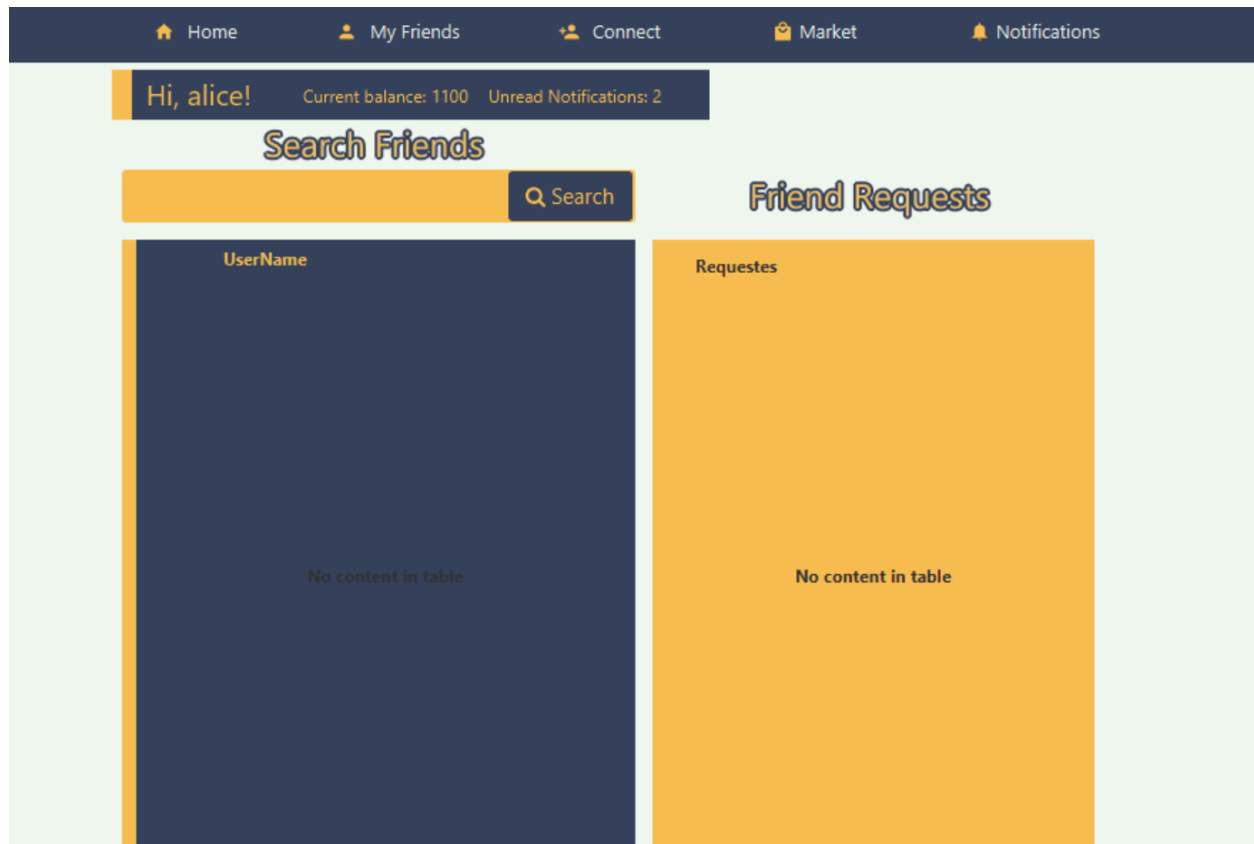 Home My Friends Connect Market Notifications
Hi, alice! Current balance: 1100 Unread Notifications: 2
Search Friends
Search
Friend Requests
UserName
Requestes
No content in table
No content in table